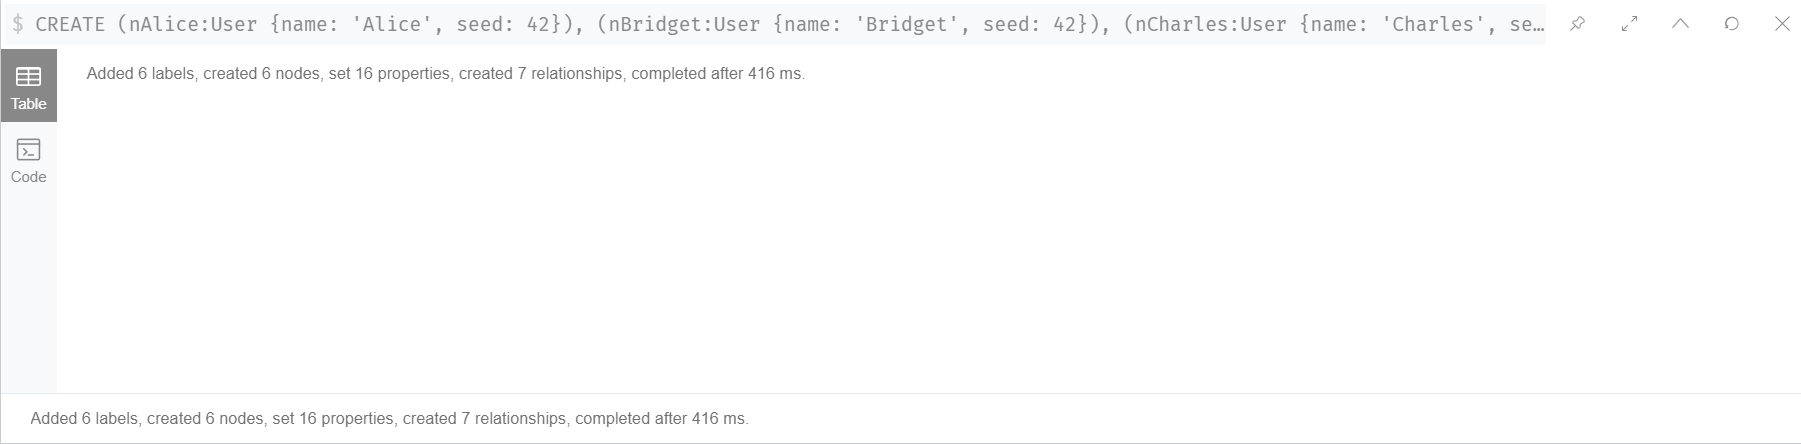 $ CREATE (nAlice:User {name: 'Alice', seed: 42}), (nBridget:User {name: 'Bridget', seed: 42}), (nCharles:User {name: 'Charles', se…
Added 6 labels, created 6 nodes, set 16 properties, created 7 relationships, completed after 416 ms.
Table
Code
Added 6 labels, created 6 nodes, set 16 properties, created 7 relationships, completed after 416 ms.